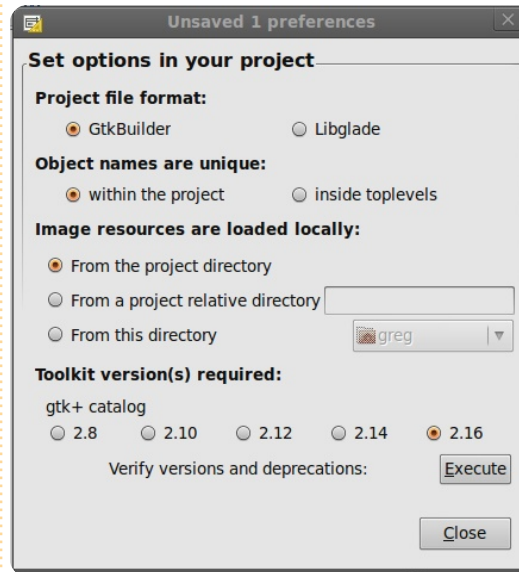 Unsaved 1 preferences
Set options in your project
Project file format:
GtkBuilder Libglade
Object names are unique:
within the project inside toplevels
Image resources are loaded locally:
From the project directory
From a project relative directory
From this directory greg
Toolkit version(s) required:
gtk+ catalog
2.8 2.10 2.12 2.14 2.16
Verify versions and deprecations: Execute
Close